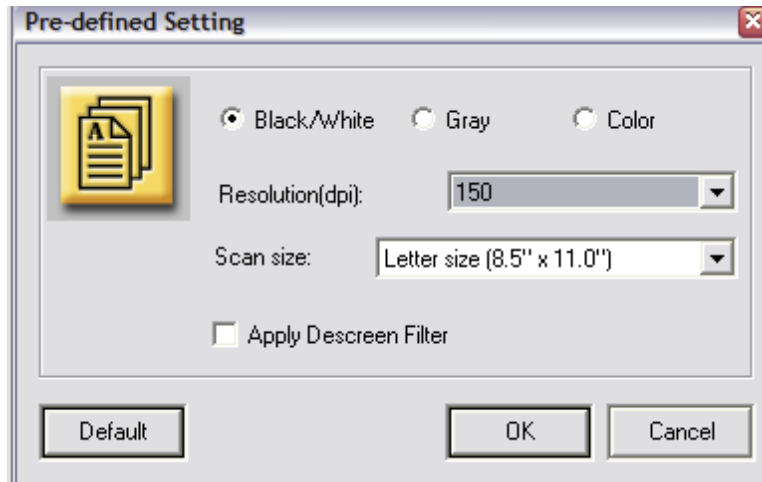 Pre-defined Setting
Black/White Gray Color
Resolution(dpi): 150
Scan size: Letter size (8.5" x 11.0")
Apply Descreen Filter
Default OK Cancel